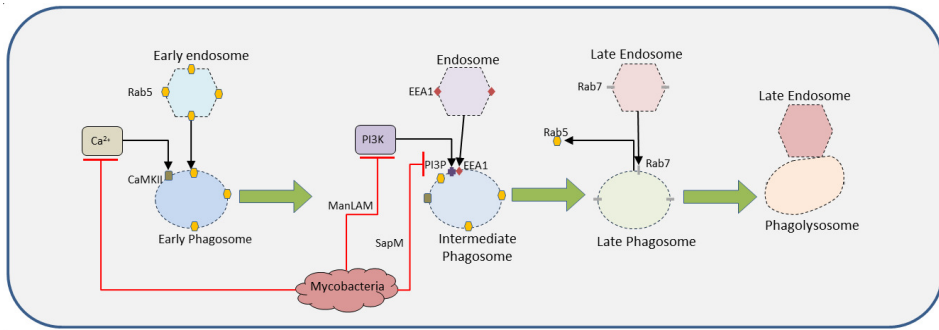 Early endosome
Rab5
Ca²⁺
CaMKII
Early Phagosome
Endosome
EEA1
PI3K
PI3P
EEA1
ManLAM
SapM
Intermediate
Phagosome
Mycobacteria
Late Endosome
Rab7
Rab5
Rab7
Late Phagosome
Late Endosome
Phagolysosome